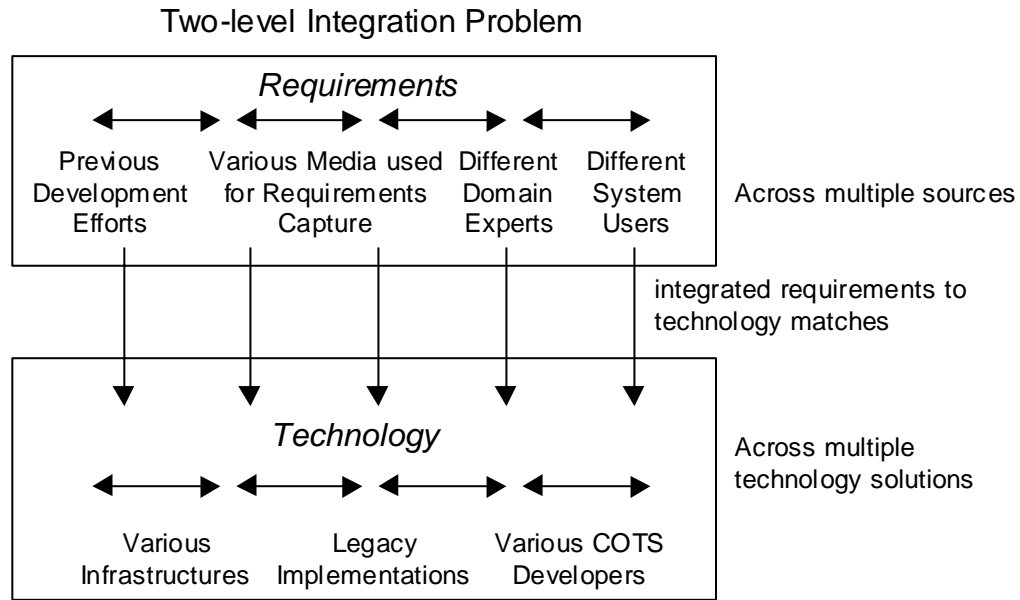 Two-level Integration Problem
Requirements
Previous
Development
Efforts
Various Media used
for Requirements
Capture
Different
Domain
Experts
Different
System
Users
Across multiple sources
integrated requirements to
technology matches
Technology
Across multiple
technology solutions
Various
Infrastructures
Legacy
Implementations
Various COTS
Developers